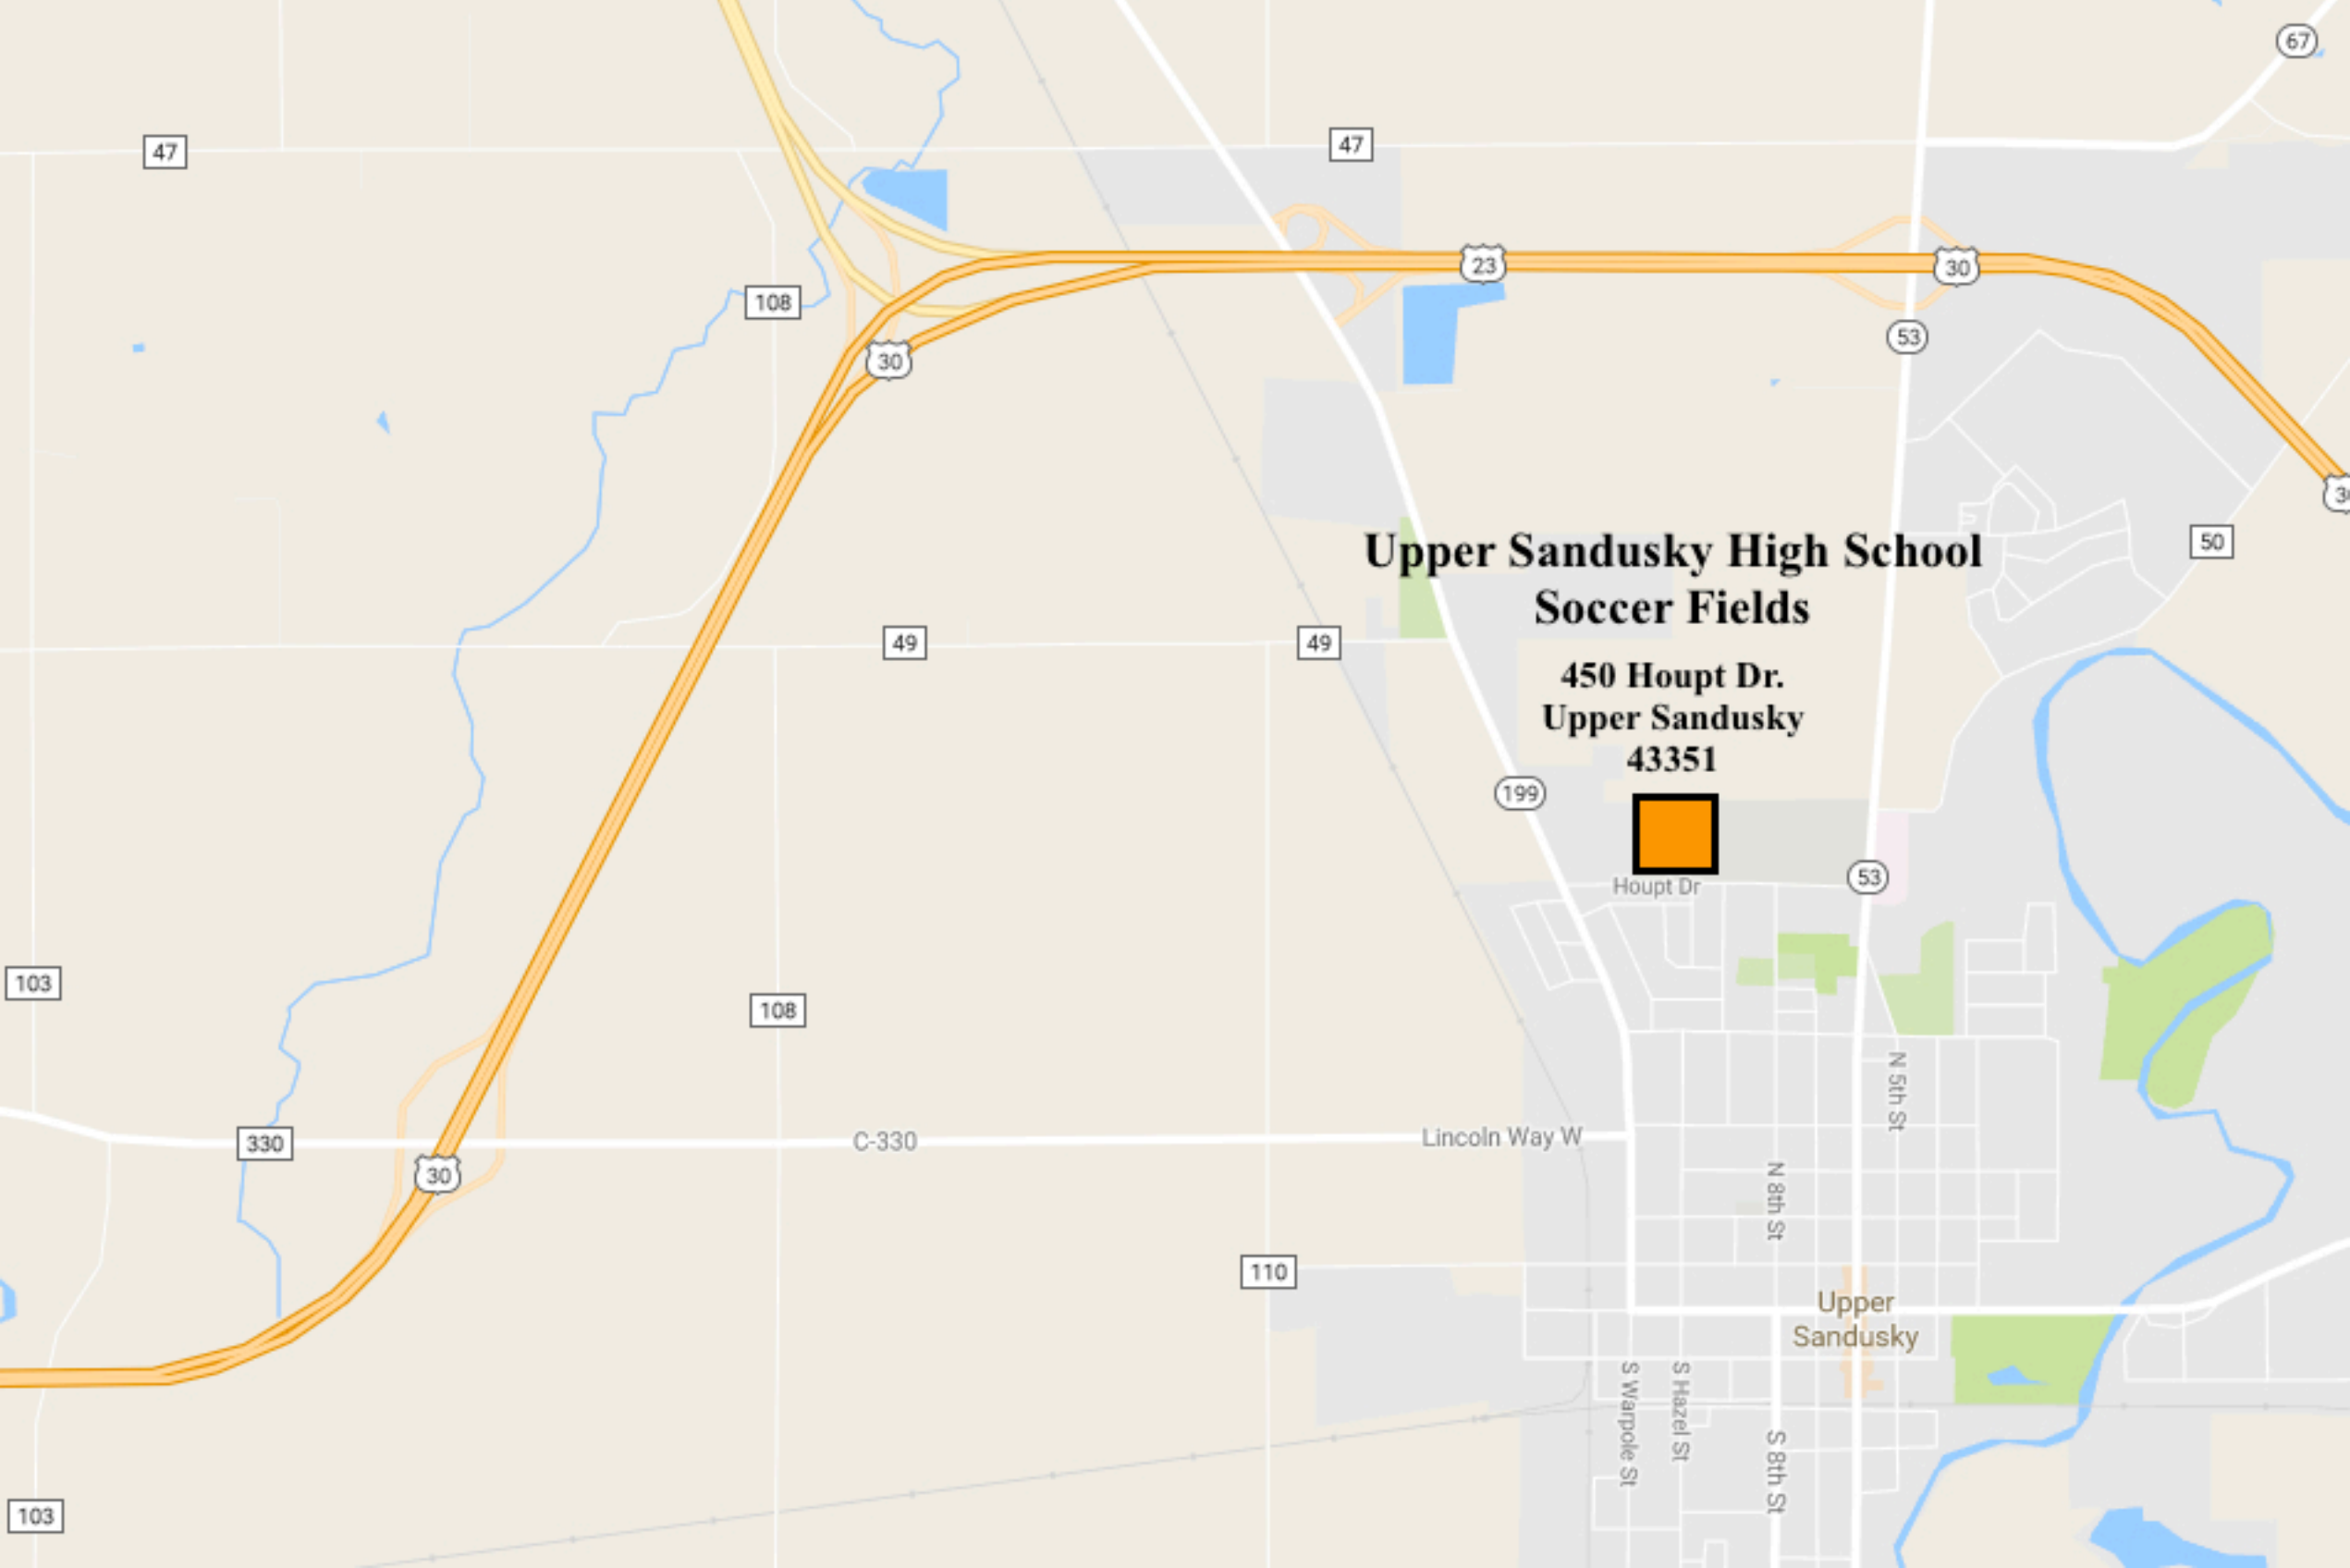 67
47
47
23
30
108
53
30
3
50
Upper Sandusky High School
Soccer Fields
49
49
450 Houpt Dr.
Upper Sandusky
43351
199
53
Houpt Dr
103
108
N 5th St
330
C-330
Lincoln Way W
30
N 8th St
110
Upper
Sandusky
S Warpole St
S Hazel St
S 8th St
103